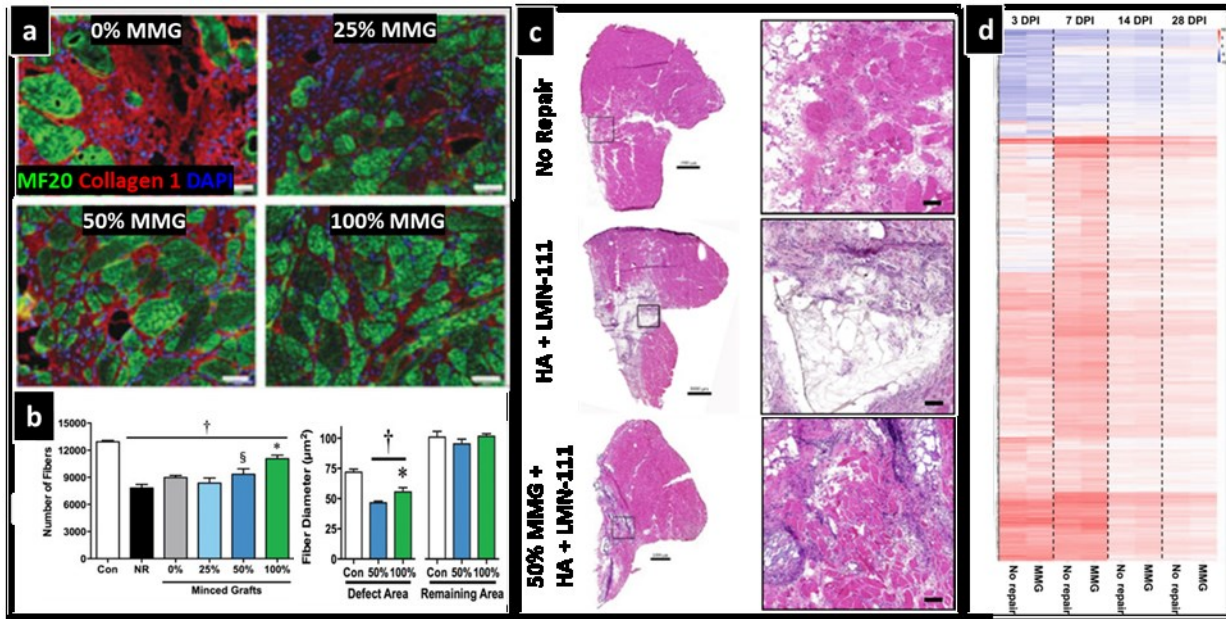 a
0% MMG
25% MMG
MF20 Collagen 1 DAPI
50% MMG
100% MMG
b
Number of Fibers
15000
12000
9000
6000
3000
0
†
§
*
Con NR 0% 25% 50% 100%
Minced Grafts
Fiber Diameter (µm²)
100
75
50
25
0
†
*
Con 50% 100% Con 50% 100%
Defect Area Remaining Area
c
No Repair
HA + LMN-111
50% MMG +
HA + LMN-111
d
3 DPI 7 DPI 14 DPI 28 DPI
No repair
MMG
No repair
MMG
No repair
MMG
No repair
MMG